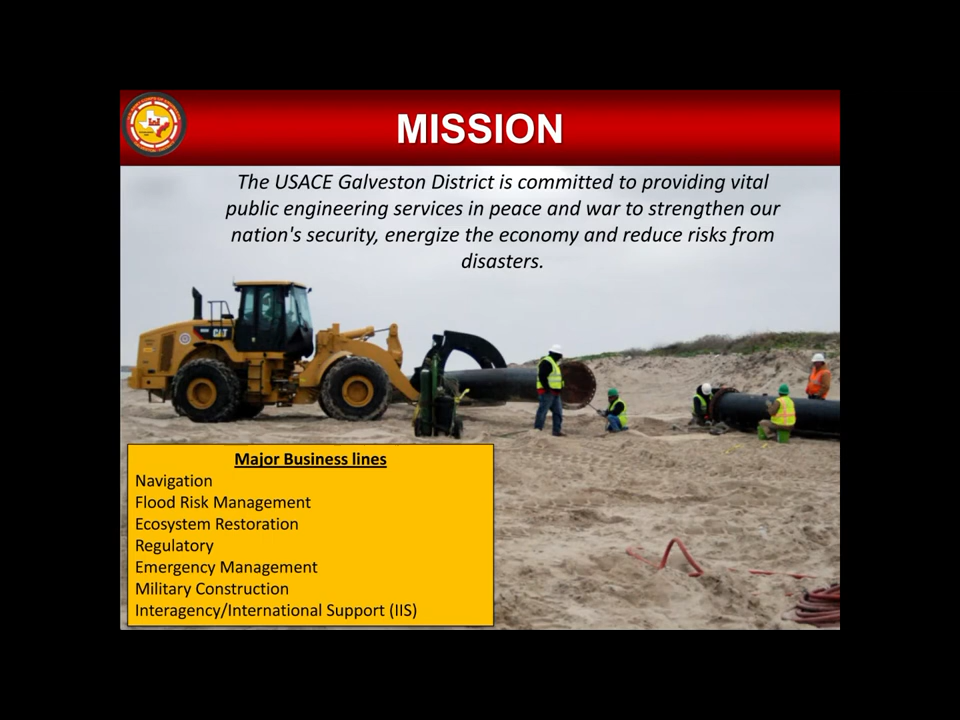 MISSION
The USACE Galveston District is committed to providing vital
public engineering services in peace and war to strengthen our
nation's security, energize the economy and reduce risks from
disasters.
CAT
Major Business lines
Navigation
Flood Risk Management
Ecosystem Restoration
Regulatory
Emergency Management
Military Construction
Interagency/International Support (IIS)